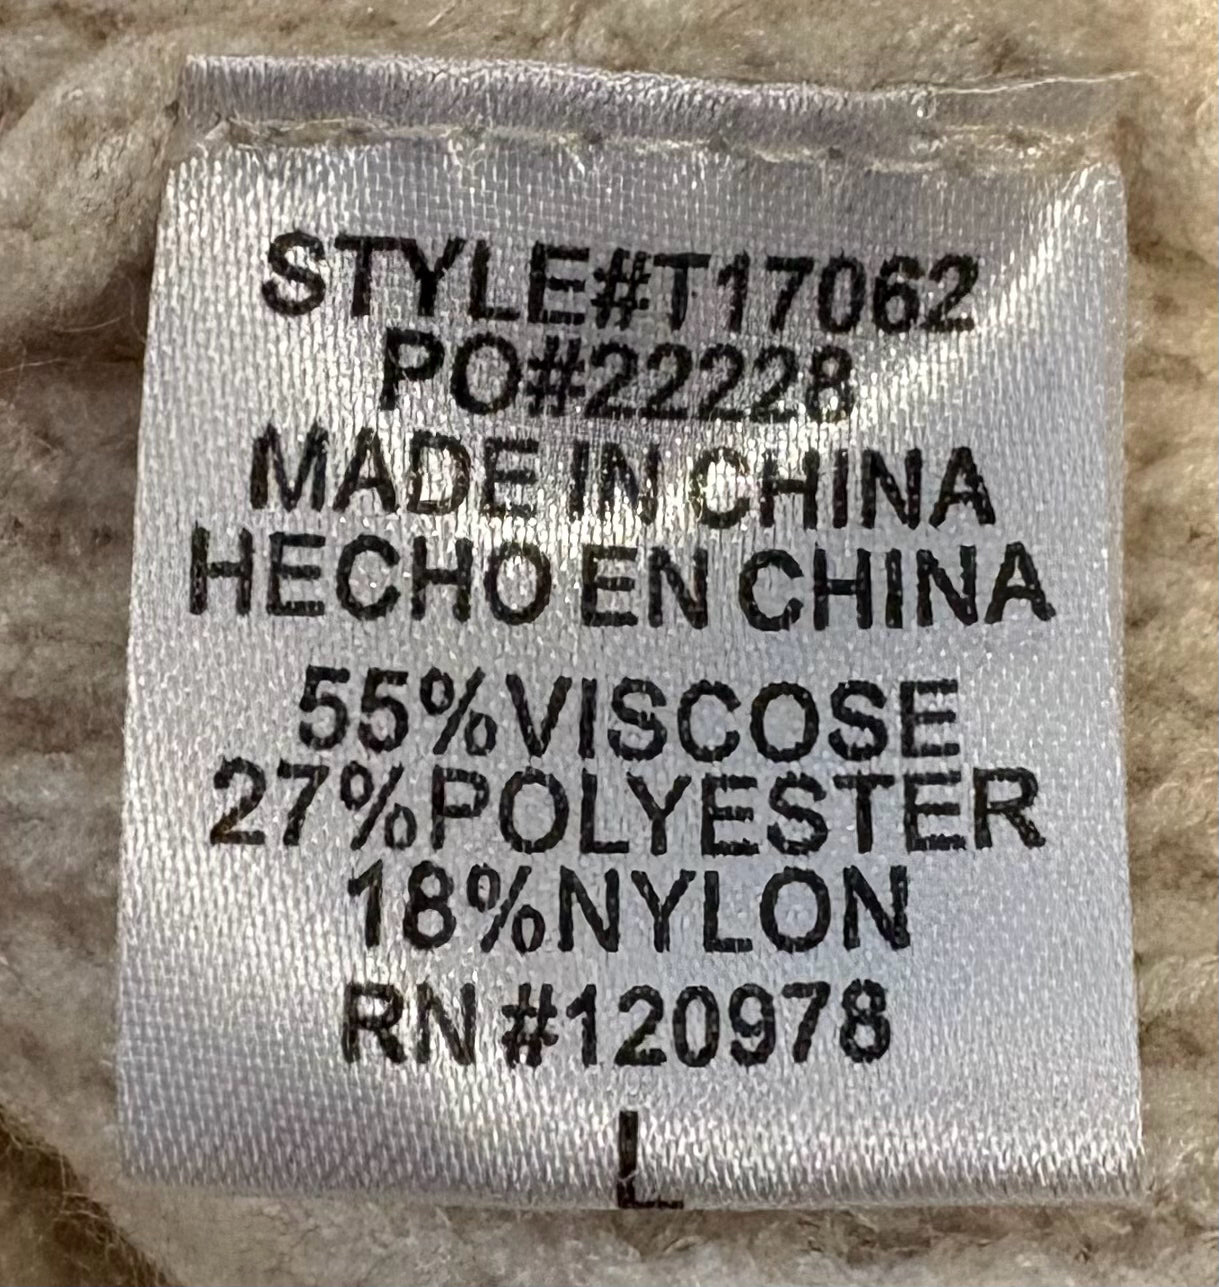 STYLE#T17062
PO#22228
MADE IN CHINA
HECHO EN CHINA
55%VISCOSE
27%POLYESTER
18%NYLON
RN #120978
L